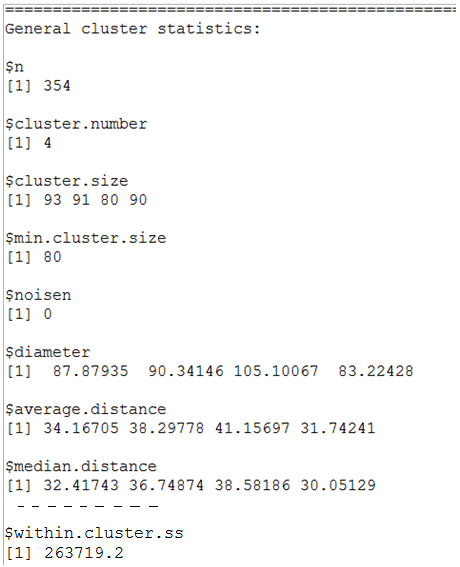 General cluster statistics:
$n
[1] 354
$cluster.number
[1] 4
$cluster.size
[1] 93 91 80 90
$min.cluster.size
[1] 80
$noisen
[1] 0
$diameter
[1]  87.87935  90.34146 105.10067  83.22428
$average.distance
[1] 34.16705 38.29778 41.15697 31.74241
$median.distance
[1] 32.41743 36.74874 38.58186 30.05129
$within.cluster.ss
[1] 263719.2